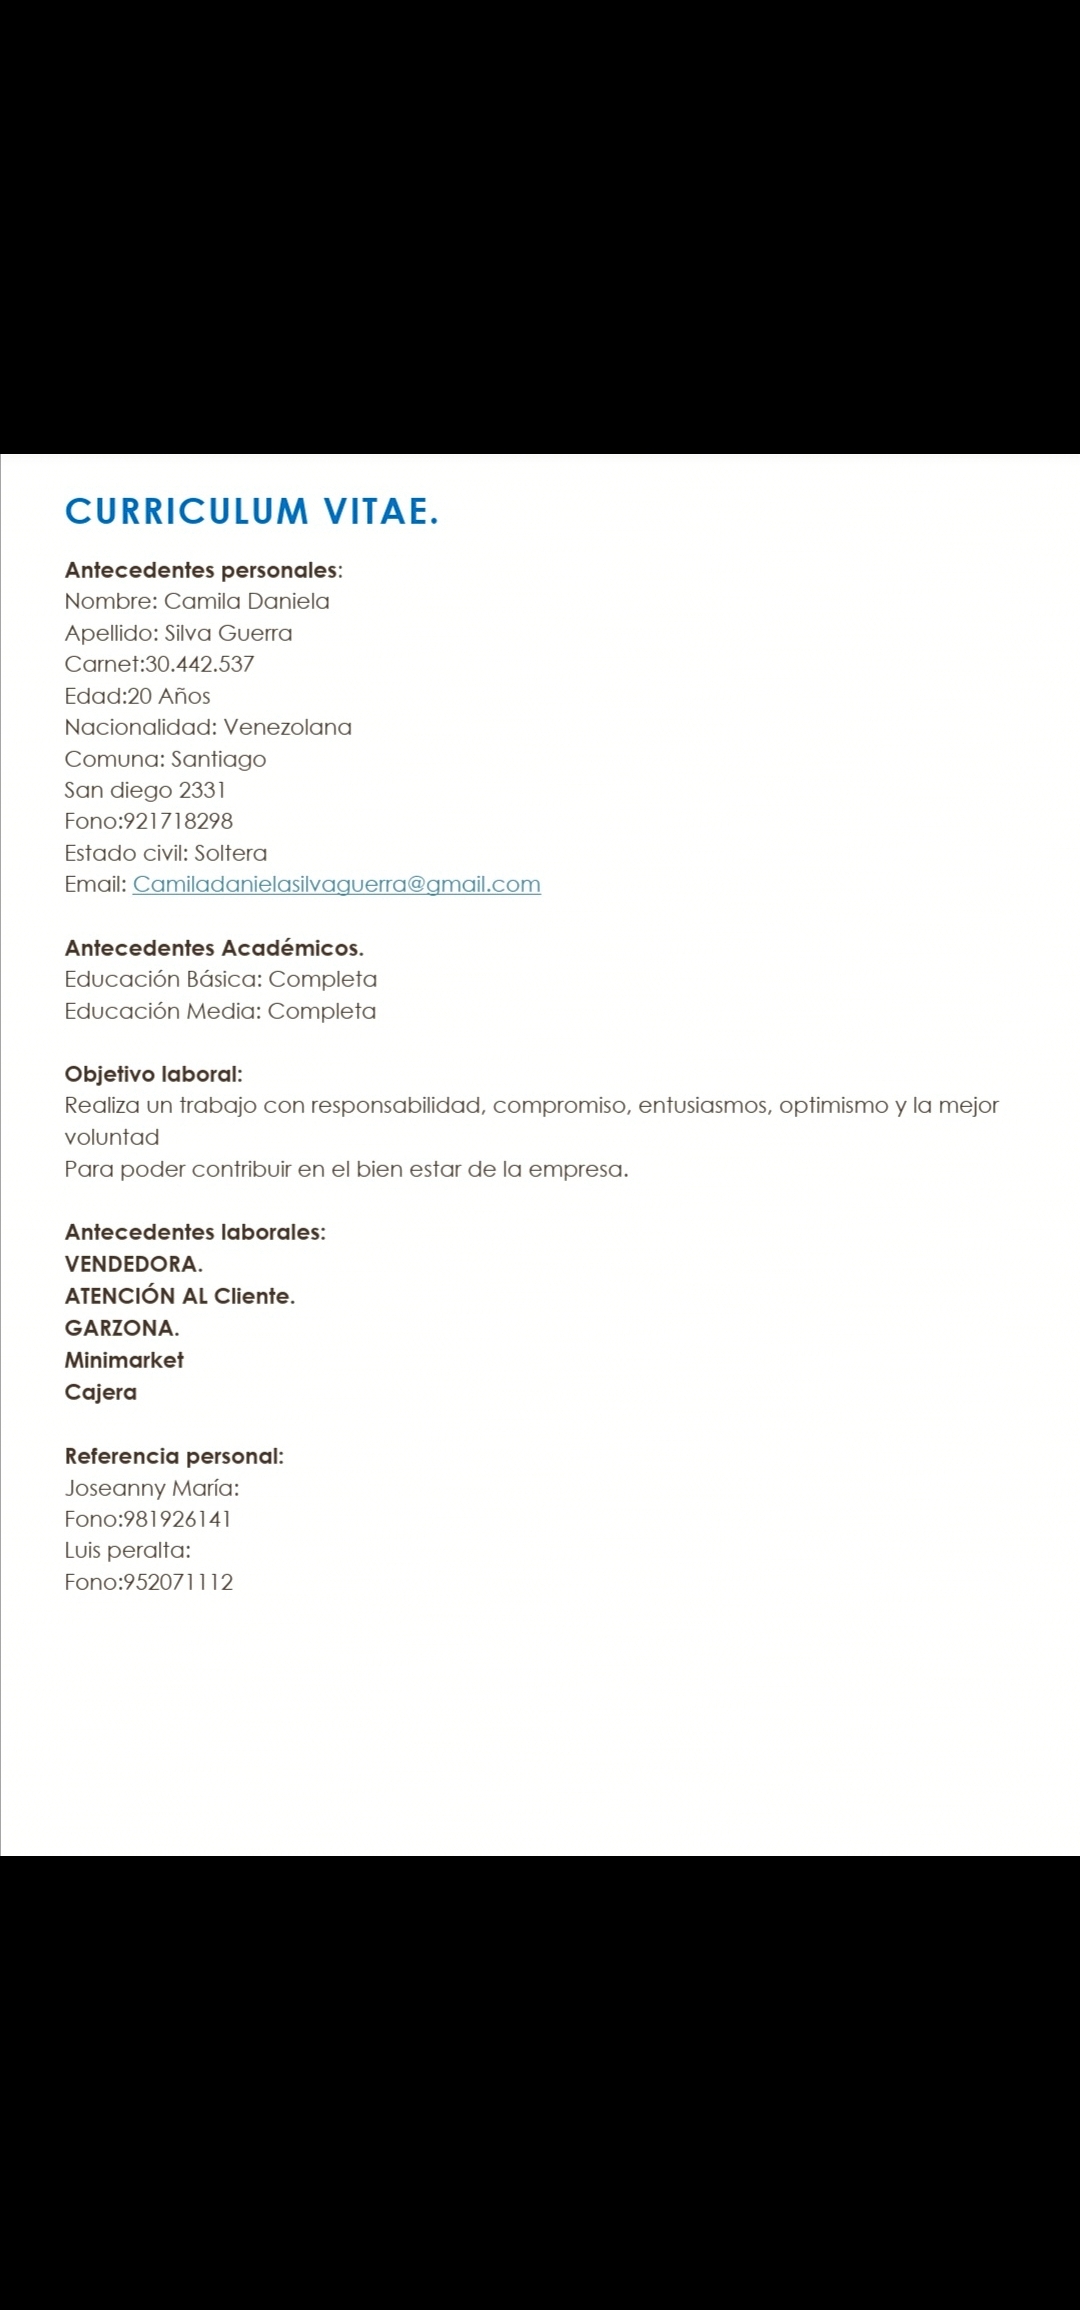 CURRICULUM VITAE.
Antecedentes personales:
Nombre: Camila Daniela
Apellido: Silva Guerra
Carnet:30.442.537
Edad:20 Años
Nacionalidad: Venezolana
Comuna: Santiago
San diego 2331
Fono:921718298
Estado civil: Soltera
Email: Camiladanielasilvaguerra@gmail.com
Antecedentes Académicos.
Educación Básica: Completa
Educación Media: Completa
Objetivo laboral:
Realiza un trabajo con responsabilidad, compromiso, entusiasmos, optimismo y la mejor
voluntad
Para poder contribuir en el bien estar de la empresa.
Antecedentes laborales:
VENDEDORA.
ATENCIÓN AL Cliente.
GARZONA.
Minimarket
Cajera
Referencia personal:
Joseanny María:
Fono:981926141
Luis peralta:
Fono:952071112